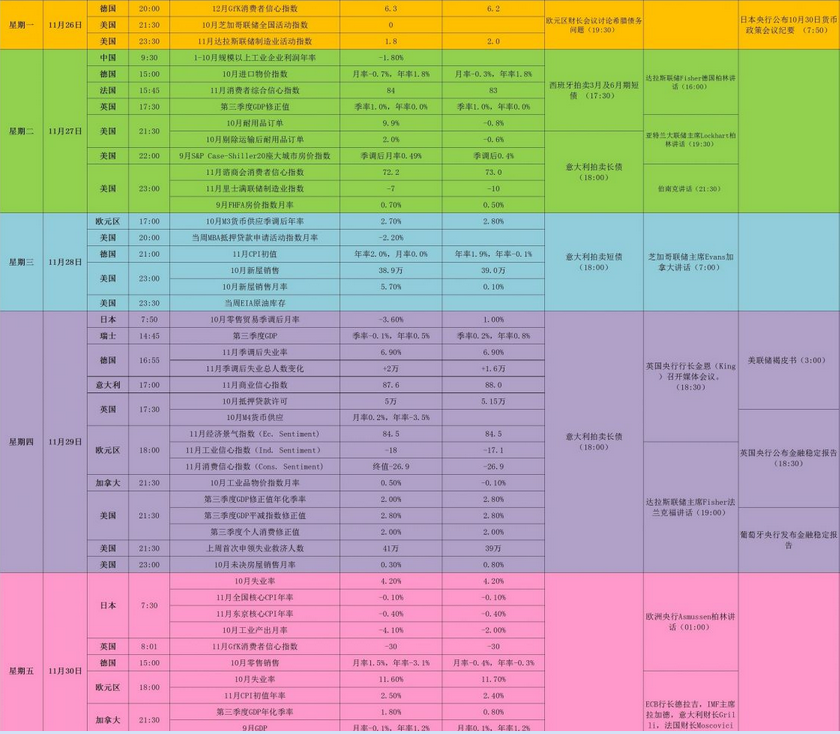 星期一 11月26日 德国 20:00 12月GfK消费者信心指数 6.3 6.2
美国 21:30 10月芝加哥联储全国活动指数 0
美国 23:30 11月达拉斯联储制造业活动指数 1.8 2.0
欧元区财长会议讨论希腊债务
问题(19:30)
日本央行公布10月30日货币
政策会议纪要 (7:50)
星期二 11月27日 中国 9:30 1-10月规模以上工业企业利润年率 -1.80%
德国 15:00 10月进口物价指数 月率-0.7%, 年率1.8% 月率-0.3%, 年率1.8%
法国 15:45 11月消费者综合信心指数 84 83
英国 17:30 第三季度GDP修正值 季率1.0%, 年率0.0% 季率1.0%, 年率0.0%
美国 21:30 10月耐用品订单 9.9% -0.8%
10月剔除运输后耐用品订单 2.0% -0.6%
美国 22:00 9月S&P Case-Shiller20座大城市房价指数 季调后月率0.49% 季调后0.4%
美国 23:00 11月谘商会消费者信心指数 72.2 73.0
11月里士满联储制造业指数 -7 -10
9月FHFA房价指数月率 0.70% 0.50%
西班牙拍卖3月及6月期短
债 (17:30)
意大利拍卖长债
(18:00)
达拉斯联储Fisher德国柏林讲
话(16:00)
亚特兰大联储主席Lockhart柏
林讲话(19:30)
伯南克讲话(21:30)
星期三 11月28日 欧元区 17:00 10月M3货币供应季调后年率 2.70% 2.80%
美国 20:00 当周MBA抵押贷款申请活动指数月率 -2.20%
德国 21:00 11月CPI初值 年率2.0%, 月率0.0% 年率1.9%, 月率-0.1%
美国 23:00 10月新屋销售 38.9万 39.0万
10月新屋销售月率 5.70% 0.10%
美国 23:30 当周EIA原油库存
意大利拍卖短债
(18:00)
芝加哥联储主席Evans加
拿大讲话(7:00)
星期四 11月29日 日本 7:50 10月零售贸易季调后月率 -3.60% 1.00%
瑞士 14:45 第三季度GDP 季率-0.1%, 年率0.5% 季率0.2%, 年率0.8%
德国 16:55 11月季调后失业率 6.90% 6.90%
11月季调后失业总人数变化 +2万 +1.6万
意大利 17:00 11月商业信心指数 87.6 88.0
英国 17:30 10月抵押贷款许可 5万 5.15万
10月M4货币供应 月率0.2%, 年率-3.5%
欧元区 18:00 11月经济景气指数(Ec. Sentiment) 84.5 84.5
11月工业信心指数(Ind. Sentiment) -18 -17.1
11月消费信心指数(Cons. Sentiment) 终值-26.9 -26.9
加拿大 21:30 10月工业品物价指数月率 0.50% -0.10%
美国 21:30 第三季度GDP修正值年化季率 2.00% 2.80%
第三季度GDP平减指数修正值 2.80% 2.80%
第三季度个人消费修正值 2.00% 2.00%
美国 21:30 上周首次申领失业救济人数 41万 39万
美国 23:00 10月未决房屋销售月率 0.30% 0.80%
意大利拍卖长债
(18:00)
英国央行行长金恩(King
)召开媒体会议。
(18:30)
达拉斯联储主席Fisher法
兰克福讲话(19:00)
美联储褐皮书(3:00)
英国央行公布金融稳定报告
(18:30)
葡萄牙央行发布金融稳定报
告
星期五 11月30日 日本 7:30 10月失业率 4.20% 4.20%
11月全国核心CPI年率 -0.10% -0.10%
11月东京核心CPI年率 -0.40% -0.40%
10月工业产出月率 -4.10% -2.00%
英国 8:01 11月GfK消费者信心指数 -30 -30
德国 15:00 10月零售销售 月率1.5%, 年率-3.1% 月率-0.4%, 年率-0.3%
欧元区 18:00 10月失业率 11.60% 11.70%
11月CPI初值年率 2.50% 2.40%
加拿大 21:30 第三季度GDP年化季率 1.80% 0.80%
9月GDP 月率-0.1%, 年率1.2% 月率0.1%, 年率1.2%
欧洲央行Asmussen柏林讲
话(01:00)
ECB行长德拉吉, IMF主席
拉加德, 意大利财长Gril
li, 法国财长Moscovici